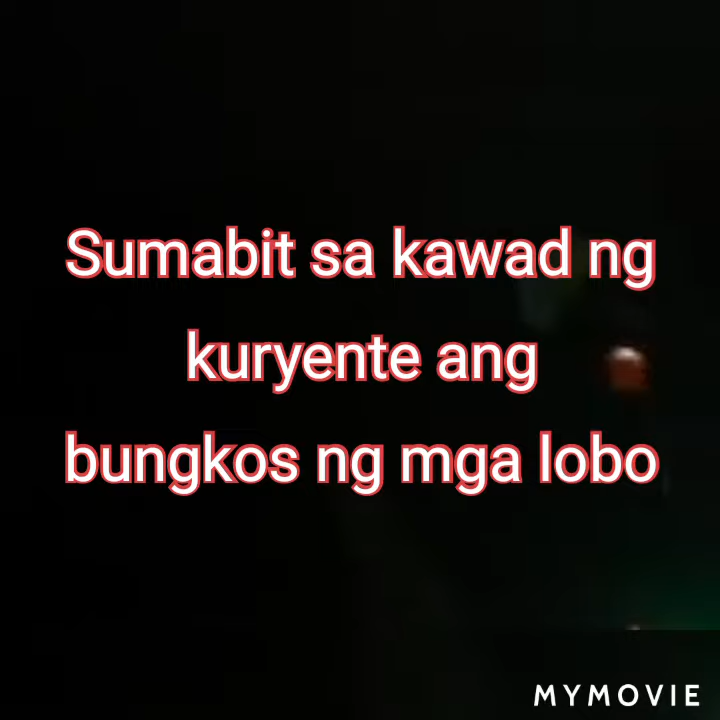 Sumabit sa kawad ng
kuryente ang
bungkos ng mga lobo
MYMOVIE